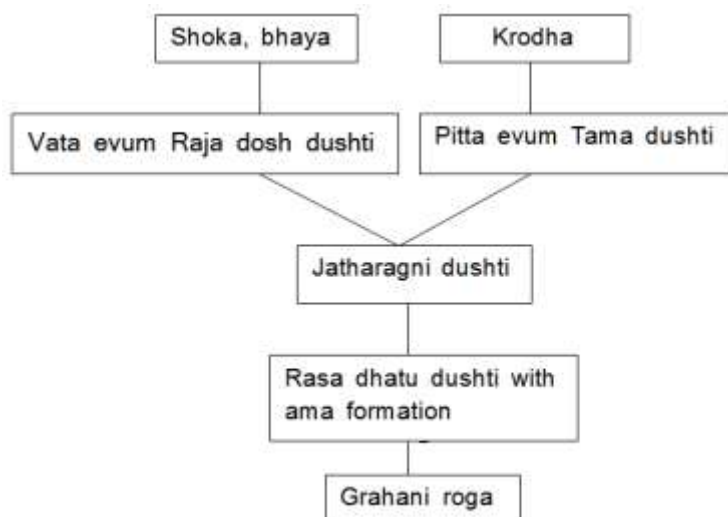 Shoka, bhaya
Krodha
Vata evum Raja dosh dushti
Pitta evum Tama dushti
Jatharagni dushti
Rasa dhatu dushti with
ama formation
Grahani roga